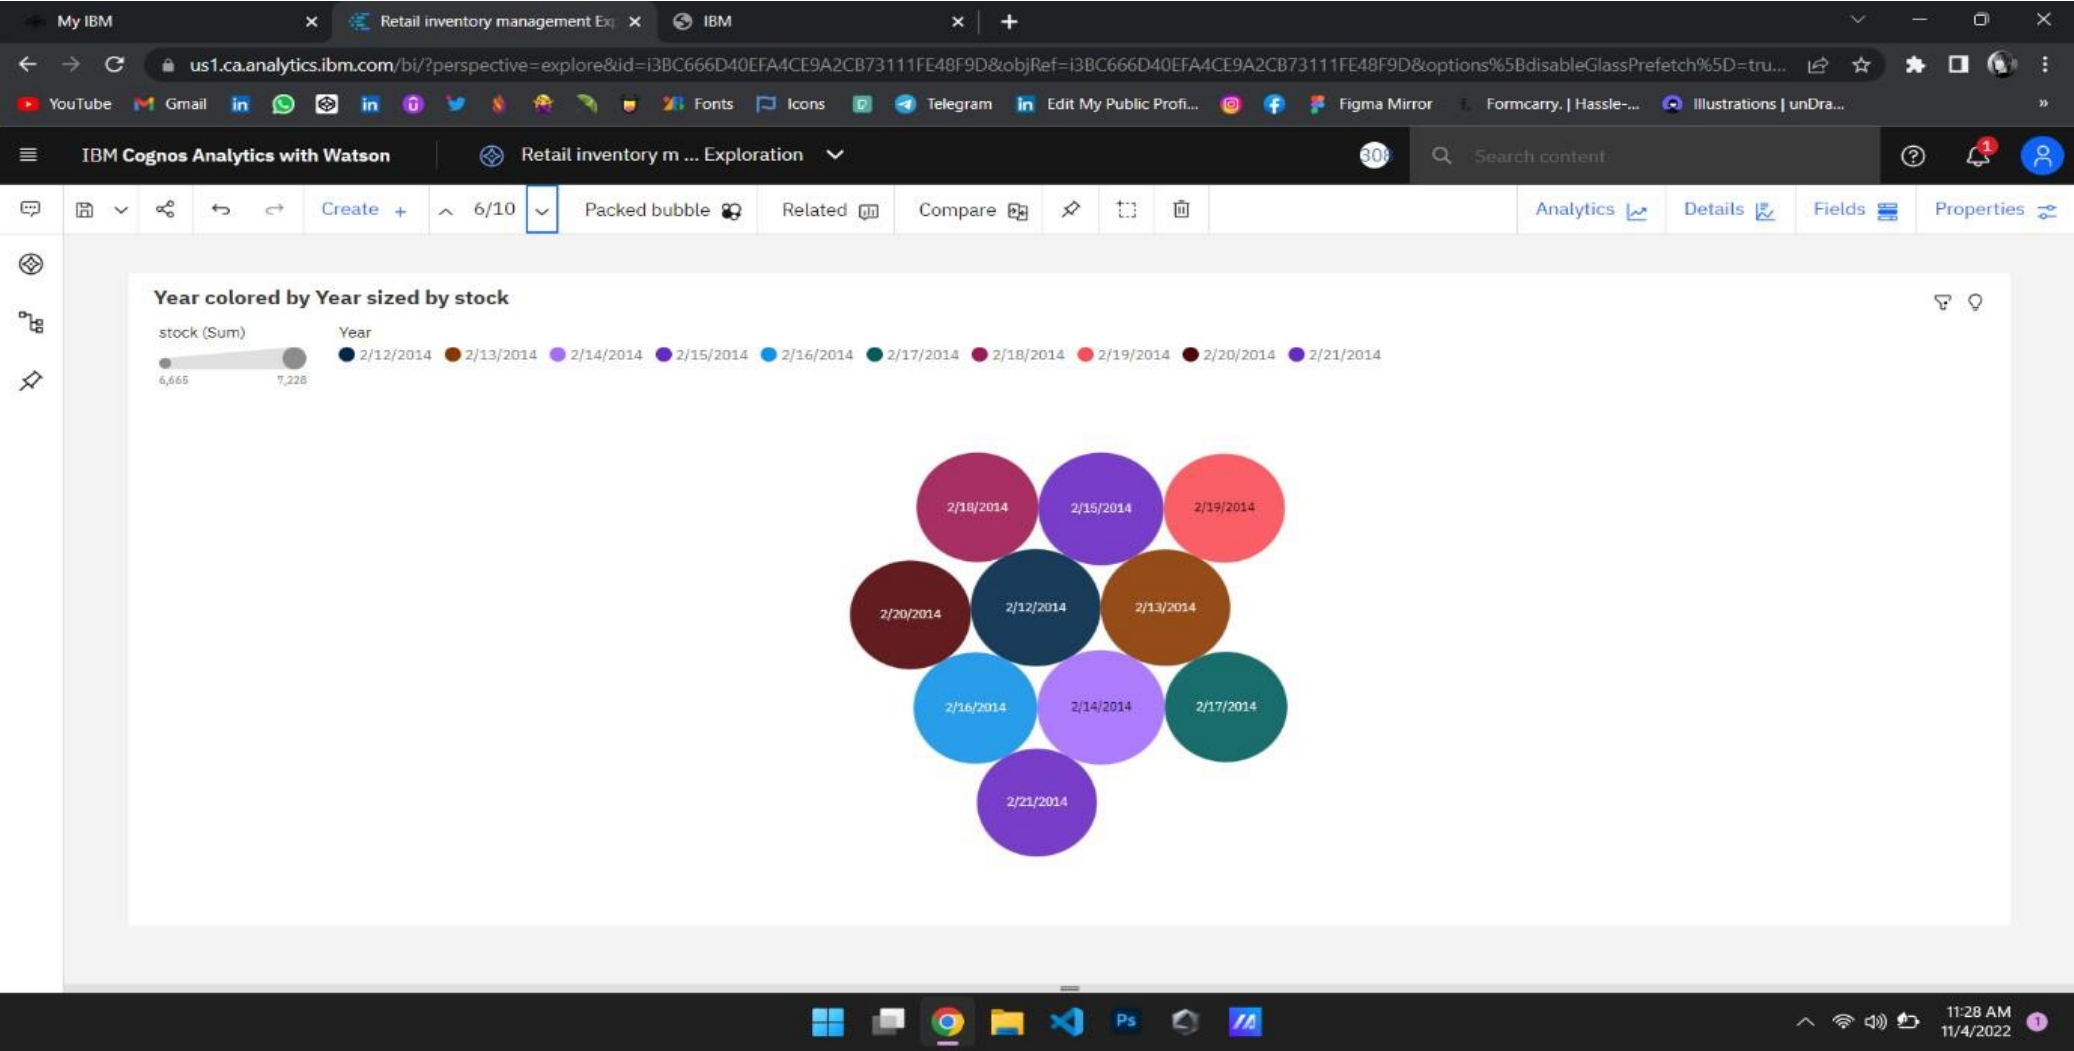 My IBM
Retail inventory management Ex
IBM
us1.ca.analytics.ibm.com/bi/?perspective=explore&id=i3BC666D40EFA4CE9A2CB73111FE48F9D&objRef=i3BC666D40EFA4CE9A2CB73111FE48F9D&options%5BdisableGlassPrefetch%5D=tru...
YouTube Gmail Fonts Icons Telegram Edit My Public Profi... Figma Mirror Formcarry. | Hassle-... Illustrations | unDra... »
IBM Cognos Analytics with Watson Retail inventory m ... Exploration 308 Search content 1
Create + 6/10 Packed bubble Related Compare Analytics Details Fields Properties
Year colored by Year sized by stock
stock (Sum) Year
2/12/2014 2/13/2014 2/14/2014 2/15/2014 2/16/2014 2/17/2014 2/18/2014 2/19/2014 2/20/2014 2/21/2014
6,665 7,228
2/18/2014 2/15/2014 2/19/2014
2/20/2014 2/12/2014 2/13/2014
2/16/2014 2/14/2014 2/17/2014
2/21/2014
Ps
11:28 AM
11/4/2022
1